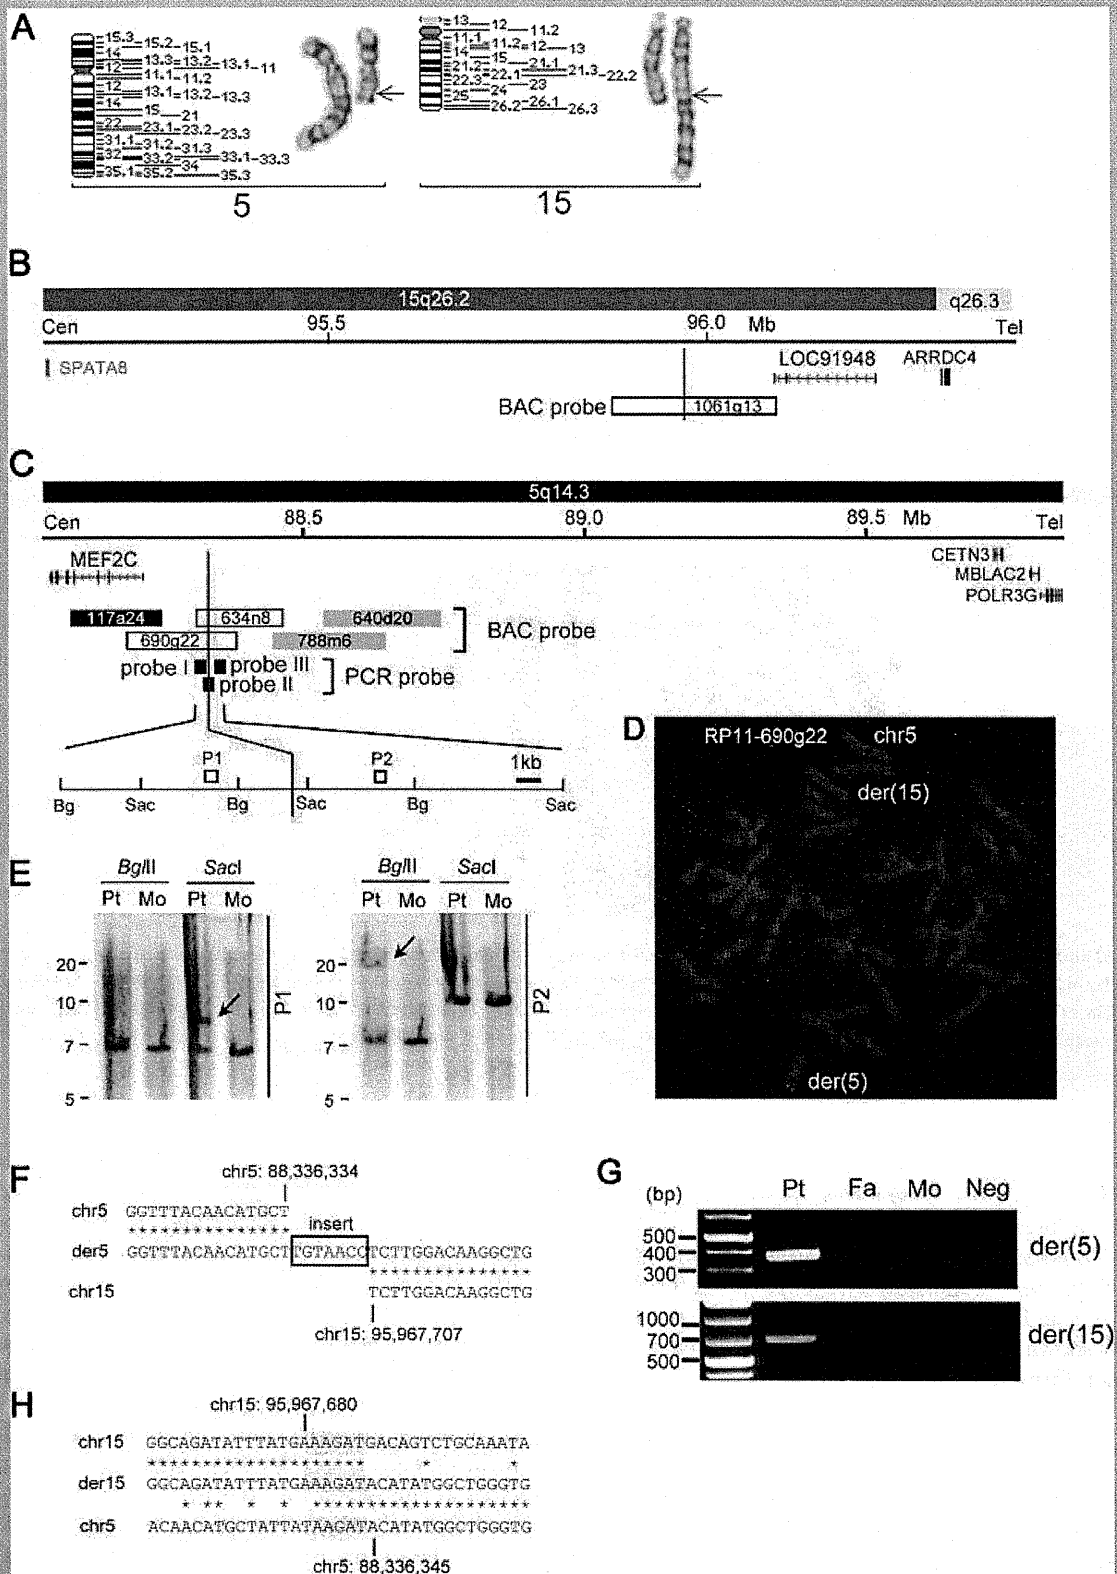 A
15.3 15.2 15.1
14 13.3 13.2 13.1 11
12 11.1 11.2
12 13.1 13.2 13.3
14
15 21
22 23.1 23.2 23.3
31.1 31.2 31.3
32 33.2 33.1 33.3
34
35.1 35.2 35.3
5
13 12 11.2
11.1 11.2 12 13
14 15
21.2 21.1 21.3 22.2
22.3 22.1 23
25 24
26.2 26.1 26.3
15
B
15q26.2 q26.3
Cen 95.5 96.0 Mb Tel
SPATA8 LOC91948 ARRDC4
BAC probe 1061g13
C
5q14.3
Cen 88.5 89.0 89.5 Mb Tel
MEF2C CETN3
MBLAC2
POLR3G
117a24 634n8 640d20
690g22 788m6 BAC probe
probe I probe III PCR probe
probe II
P1 P2 1kb
Bg Sac Bg Sac Bg Sac
D
RP11-690g22 chr5
der(15)
der(5)
E
BglII SacI BglII SacI
Pt Mo Pt Mo Pt Mo Pt Mo
20 20
10 10
7 7
5 5
P1 P2
F
chr5: 88,336,334
chr5 GGTTTACAACATGCT
insert
der5 GGTTTACAACATGCTTGTAACCTCTTGGACAAGGCTG
chr15 TCTTGGACAAGGCTG
chr15: 95,967,707
G
(bp) Pt Fa Mo Neg
500
400
300
der(5)
1000
700
500
der(15)
H
chr15: 95,967,680
chr15 GGCAGATATTTATGAAAGATGACAGTCTGCAAATA
der15 GGCAGATATTTATGAAAGATACATATGGCTGGGTG
chr5 ACAACATGCTATTATAAGATACATATGGCTGGGTG
chr5: 88,336,345